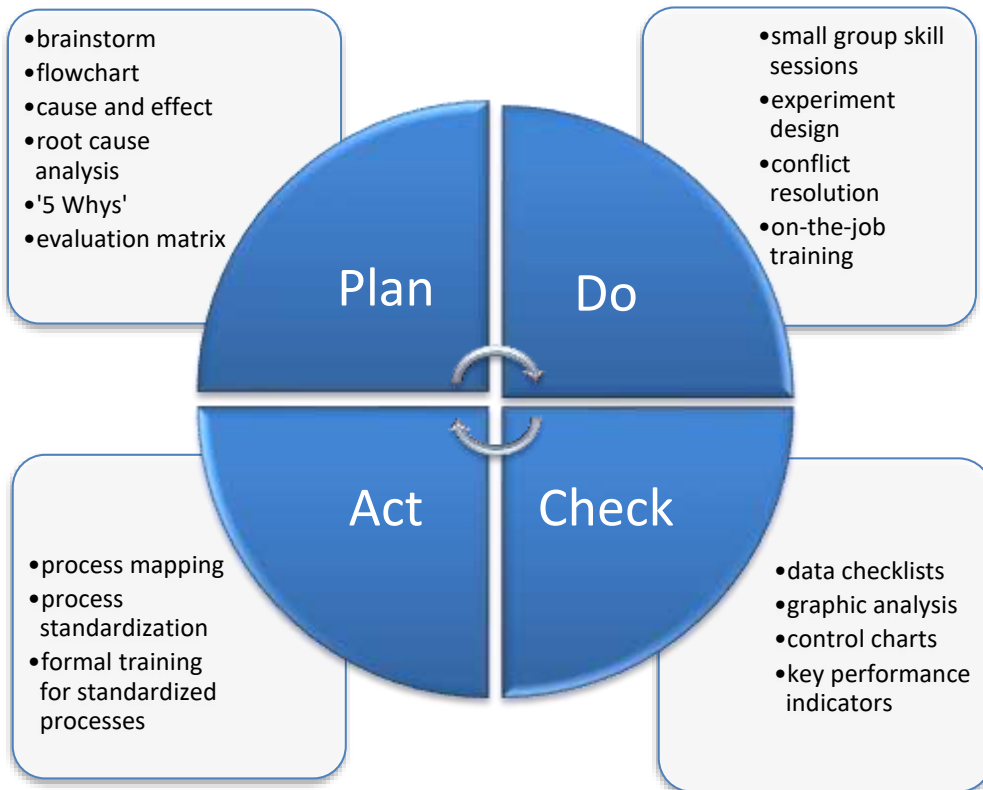 •brainstorm
•flowchart
•cause and effect
•root cause
analysis
•'5 Whys'
•evaluation matrix
•small group skill
sessions
•experiment
design
•conflict
resolution
•on-the-job
training
Plan
Do
Act
Check
•process mapping
•process
standardization
•formal training
for standardized
processes
•data checklists
•graphic analysis
•control charts
•key performance
indicators